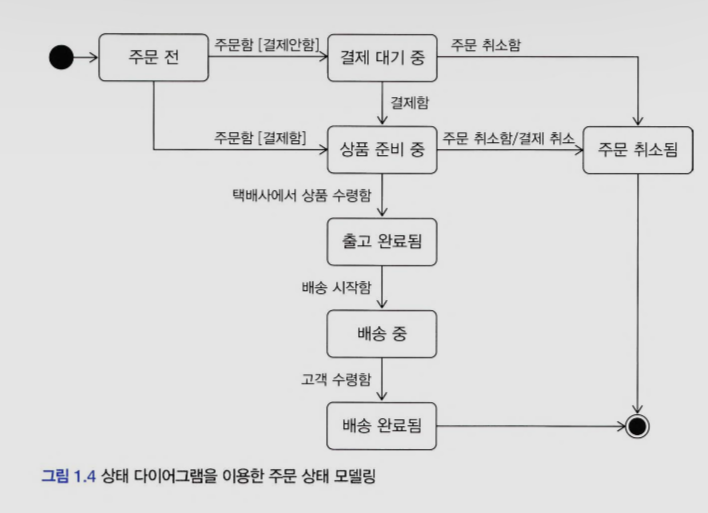 주문 전
주문함 [결제안함]
결제 대기 중
주문 취소함
결제함
주문함 [결제함]
상품 준비 중
주문 취소함/결제 취소
주문 취소됨
택배사에서 상품 수령함
출고 완료됨
배송 시작함
배송 중
고객 수령함
배송 완료됨
그림 1.4 상태 다이어그램을 이용한 주문 상태 모델링